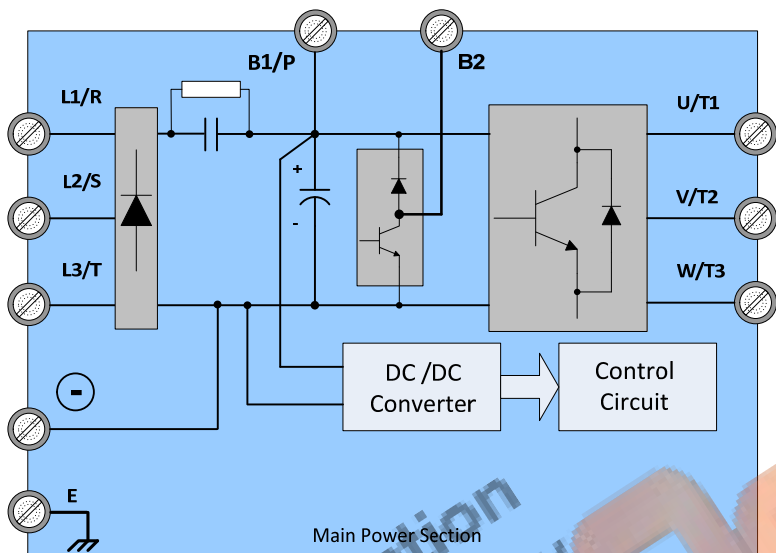 B1/P
B2
L1/R
U/T1
+
-
L2/S
V/T2
L3/T
W/T3
-
DC /DC
Converter
Control
Circuit
E
Main Power Section